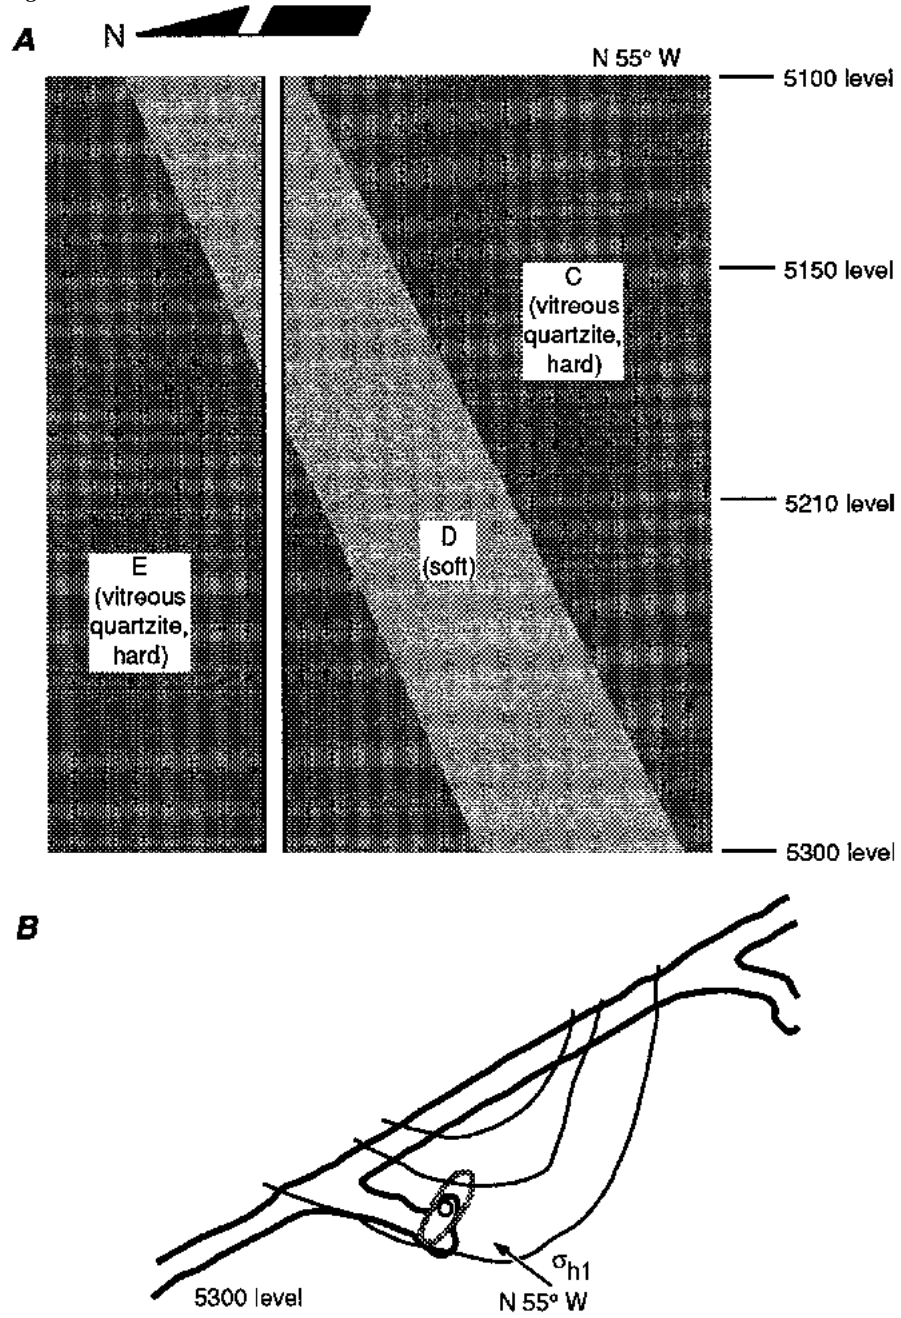 A
N
N 55° W
5100 level
5150 level
C
(vitreous
quartzite,
hard)
5210 level
D
(soft)
E
(vitreous
quartzite,
hard)
5300 level
B
σh1
N 55° W
5300 level